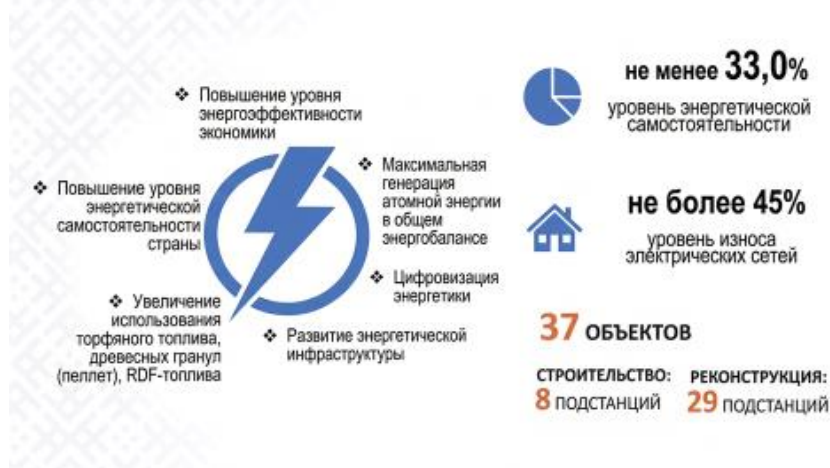 ❖ Повышение уровня
энергоэффективности
экономики
❖ Повышение уровня
энергетической
самостоятельности
страны
❖ Увеличение
использования
торфяного топлива,
древесных гранул
(пеллет), RDF-топлива
❖ Максимальная
генерация
атомной энергии
в общем
энергобалансе
❖ Цифровизация
энергетики
❖ Развитие энергетической
инфраструктуры
не менее 33,0%
уровень энергетической
самостоятельности
не более 45%
уровень износа
электрических сетей
37 ОБЪЕКТОВ
СТРОИТЕЛЬСТВО:
8 ПОДСТАНЦИЙ
РЕКОНСТРУКЦИЯ:
29 ПОДСТАНЦИЙ